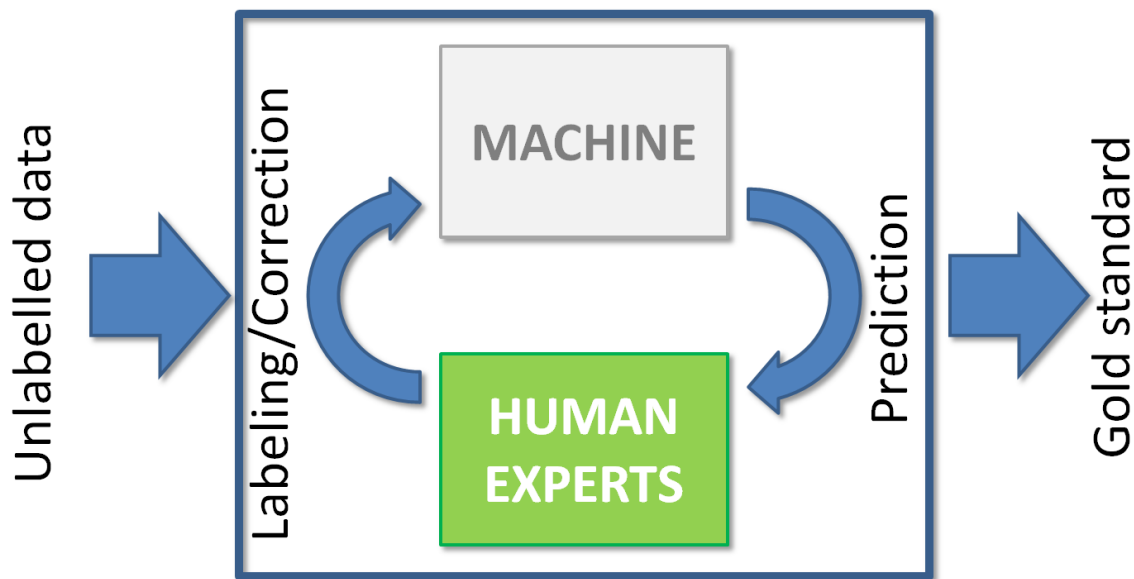 Unlabelled data
Labeling/Correction
MACHINE
HUMAN
EXPERTS
Prediction
Gold standard